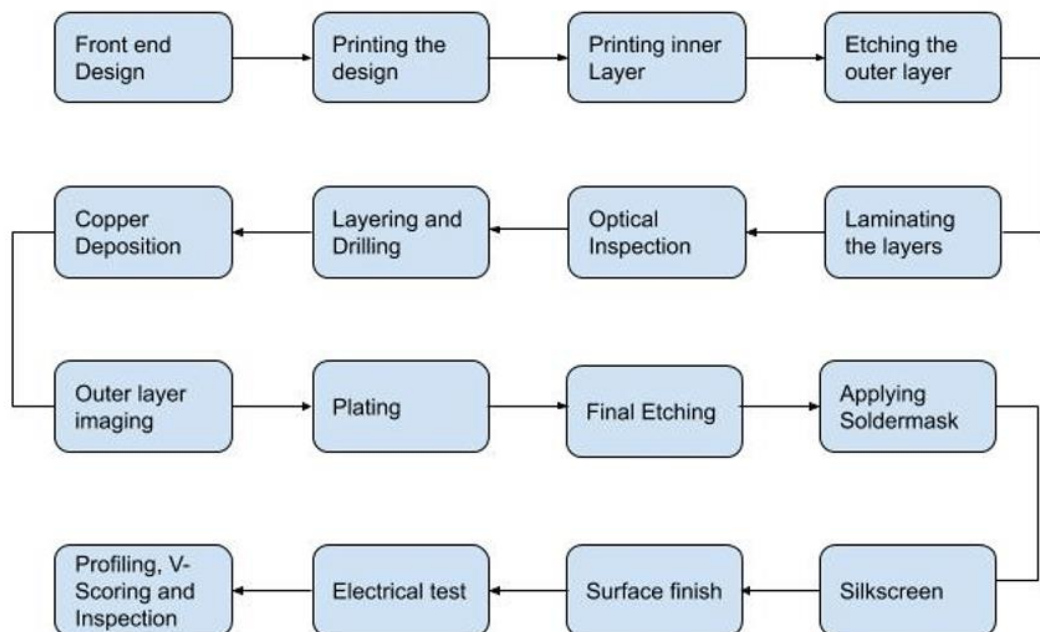 Front end
Design
Printing the
design
Printing inner
Layer
Etching the
outer layer
Laminating
the layers
Optical
Inspection
Layering and
Drilling
Copper
Deposition
Outer layer
imaging
Plating
Final Etching
Applying
Soldermask
Silkscreen
Surface finish
Electrical test
Profiling, V-
Scoring and
Inspection